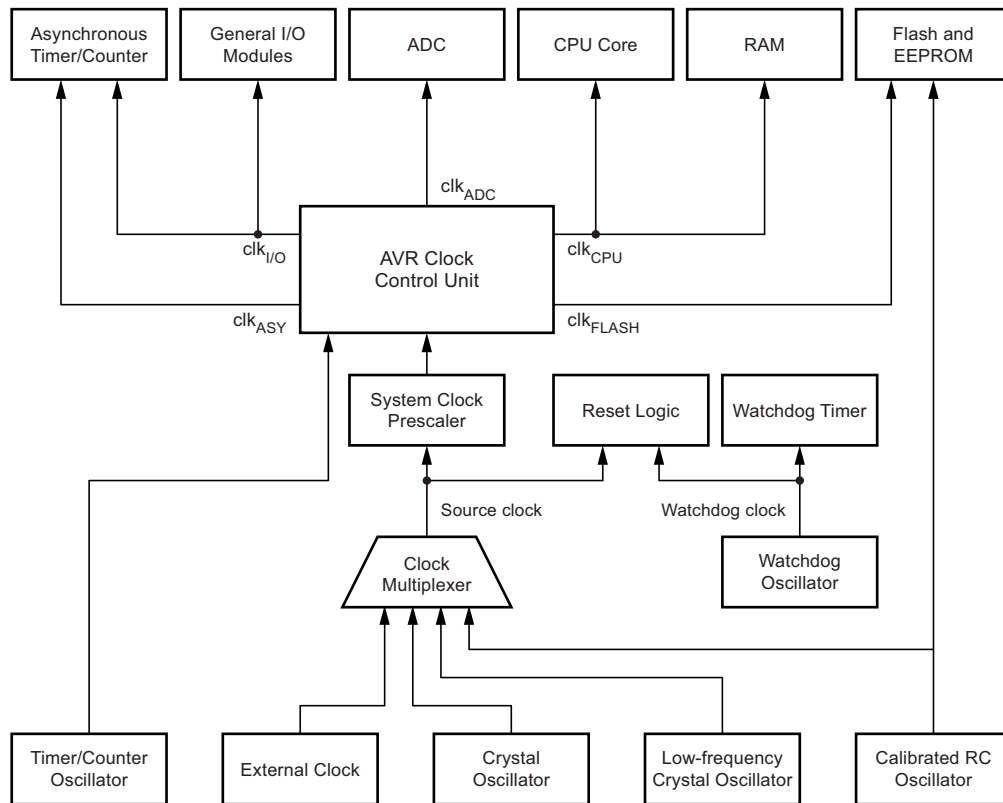 Asynchronous
Timer/Counter
General I/O
Modules
ADC
CPU Core
RAM
Flash and
EEPROM
clkADC
clkI/O
AVR Clock
Control Unit
clkCPU
clkASY
clkFLASH
System Clock
Prescaler
Reset Logic
Watchdog Timer
Source clock
Watchdog clock
Clock
Multiplexer
Watchdog
Oscillator
Timer/Counter
Oscillator
External Clock
Crystal
Oscillator
Low-frequency
Crystal Oscillator
Calibrated RC
Oscillator